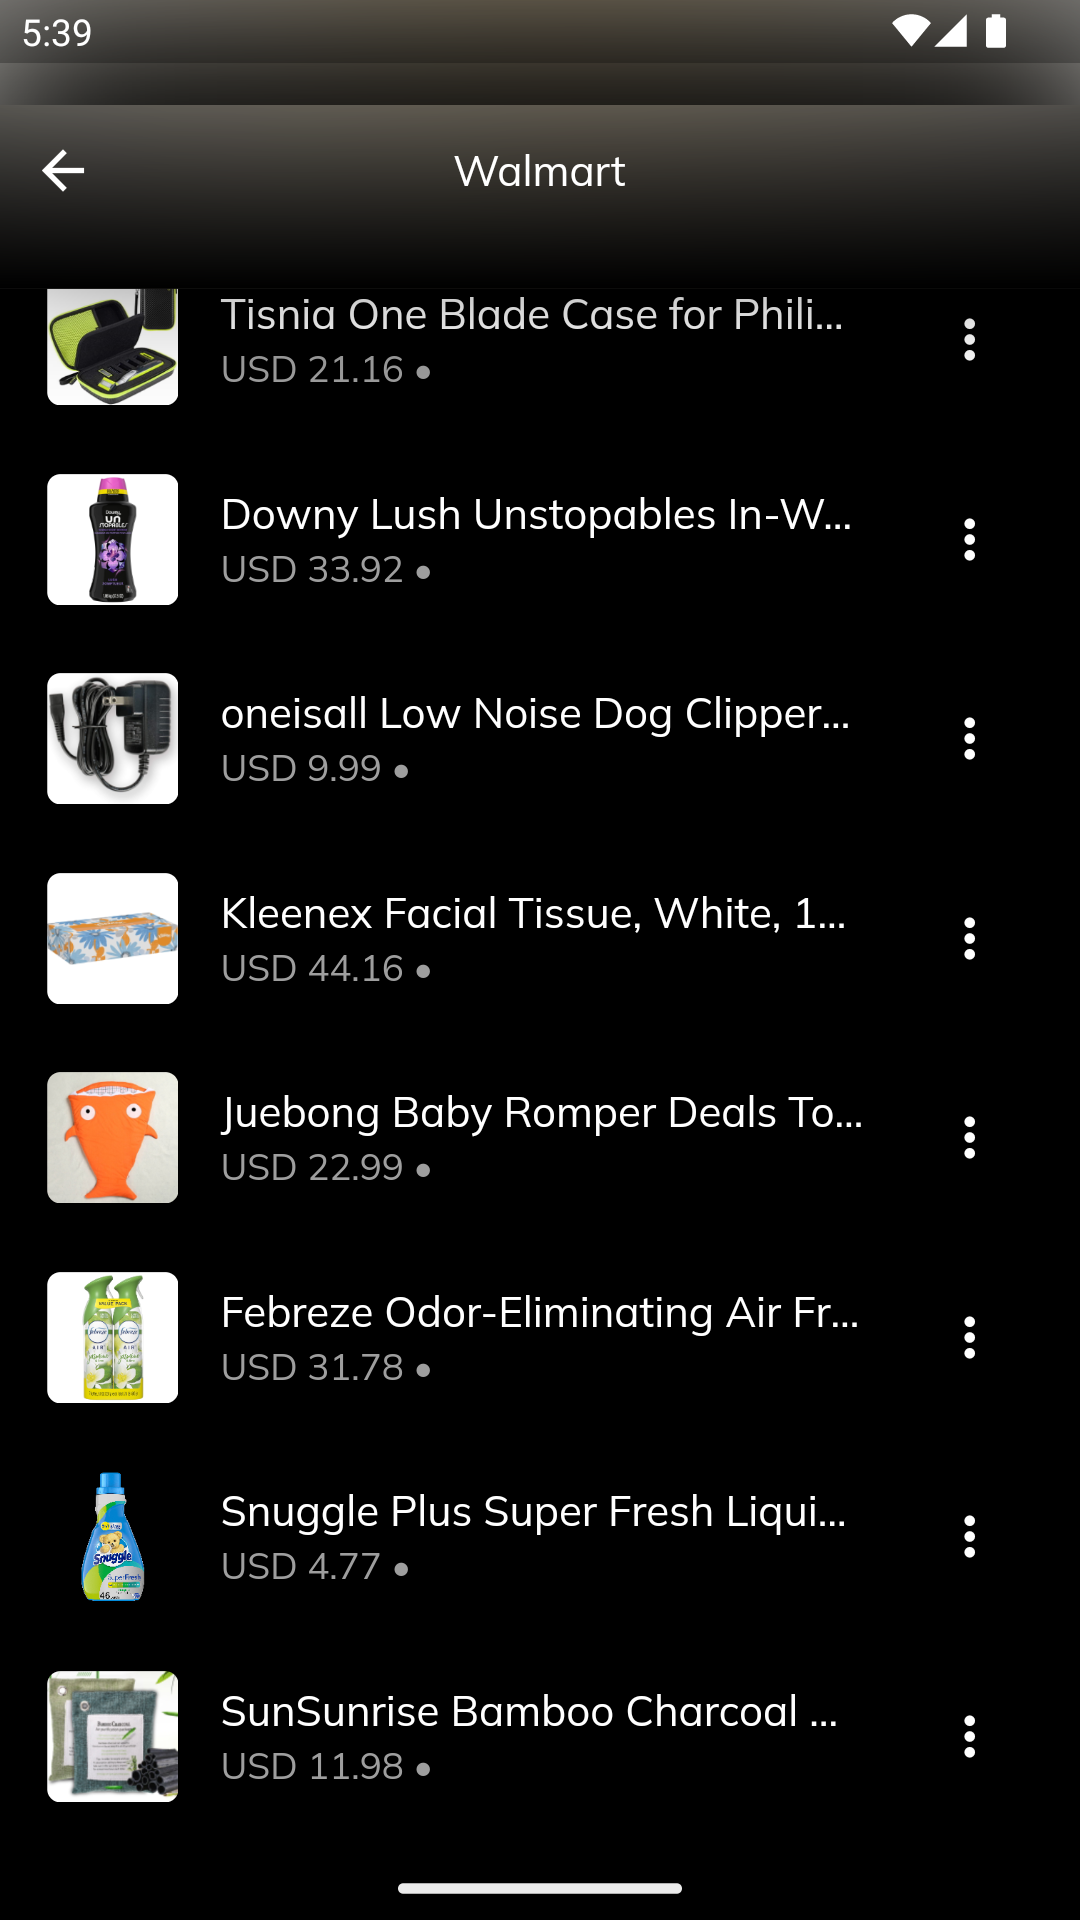 5:39
Walmart
Tisnia One Blade Case for Phili...
USD 21.16 •
Downy Lush Unstopables In-W...
USD 33.92 •
oneisall Low Noise Dog Clipper...
USD 9.99 •
Kleenex Facial Tissue, White, 1...
USD 44.16 •
Juebong Baby Romper Deals To...
USD 22.99 •
Febreze Odor-Eliminating Air Fr...
USD 31.78 •
Snuggle Plus Super Fresh Liqui...
USD 4.77 •
SunSunrise Bamboo Charcoal ...
USD 11.98 •